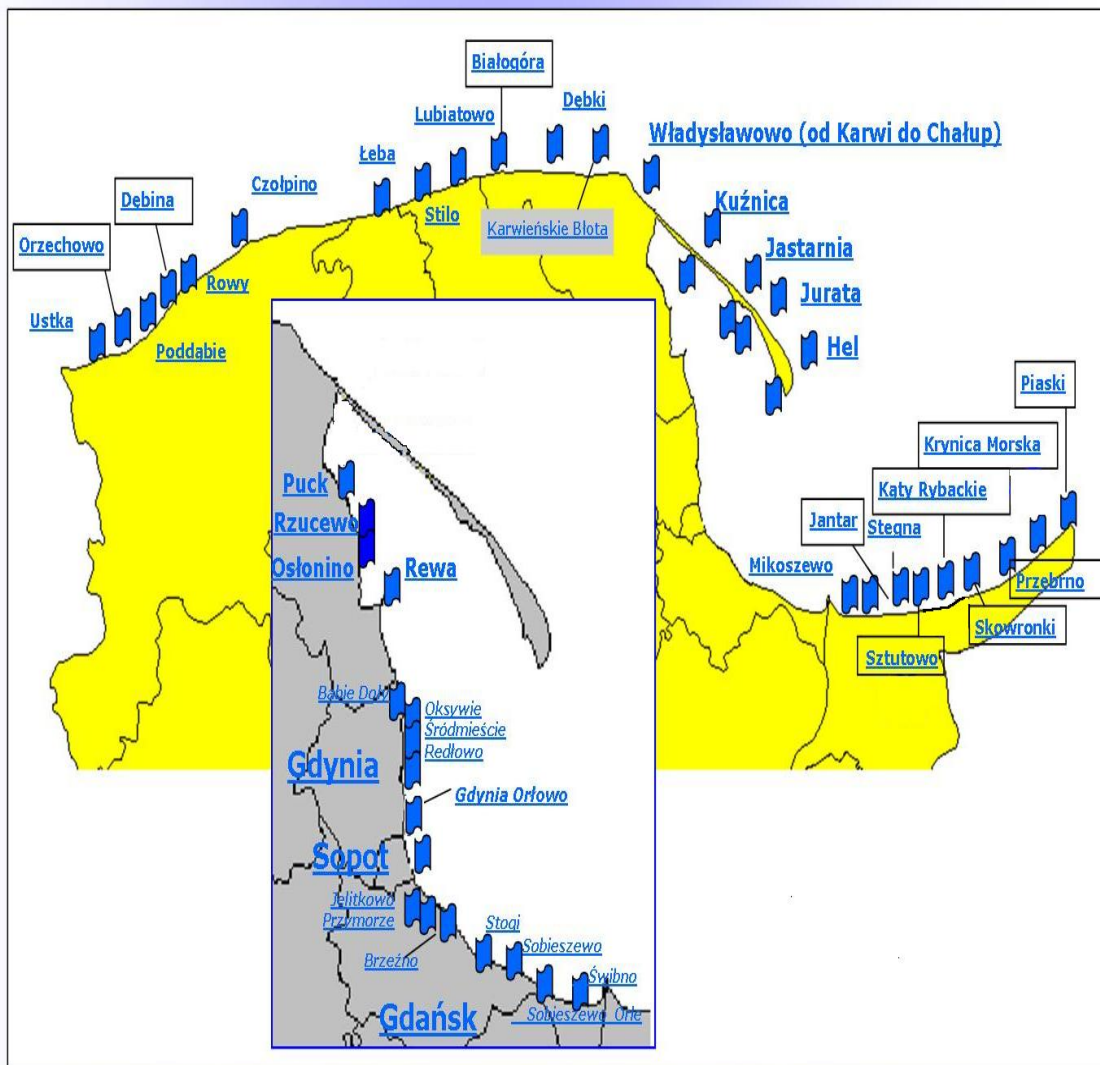 Białogóra
Lubiatowo
Dębki
Władysławowo (od Karwi do Chałup)
Łeba
Czołpino
Dębina
Stilo
Kuźnica
Karwieńskie Błota
Orzechowo
Jastarnia
Rowy
Jurata
Ustka
Poddąbie
Hel
Piaski
Krynica Morska
Kąty Rybackie
Jantar
Stegna
Mikoszewo
Przebrno
Skowronki
Sztutowo
Puck
Rzucewo
Osłonino
Rewa
Babie Doły
Oksywie
Śródmieście
Redłowo
Gdynia
Gdynia Orłowo
Sopot
Jelitkowo
Przymorze
Stogi
Brzeźno
Sobieszewo
Świbno
Sobieszewo Orle
Gdańsk